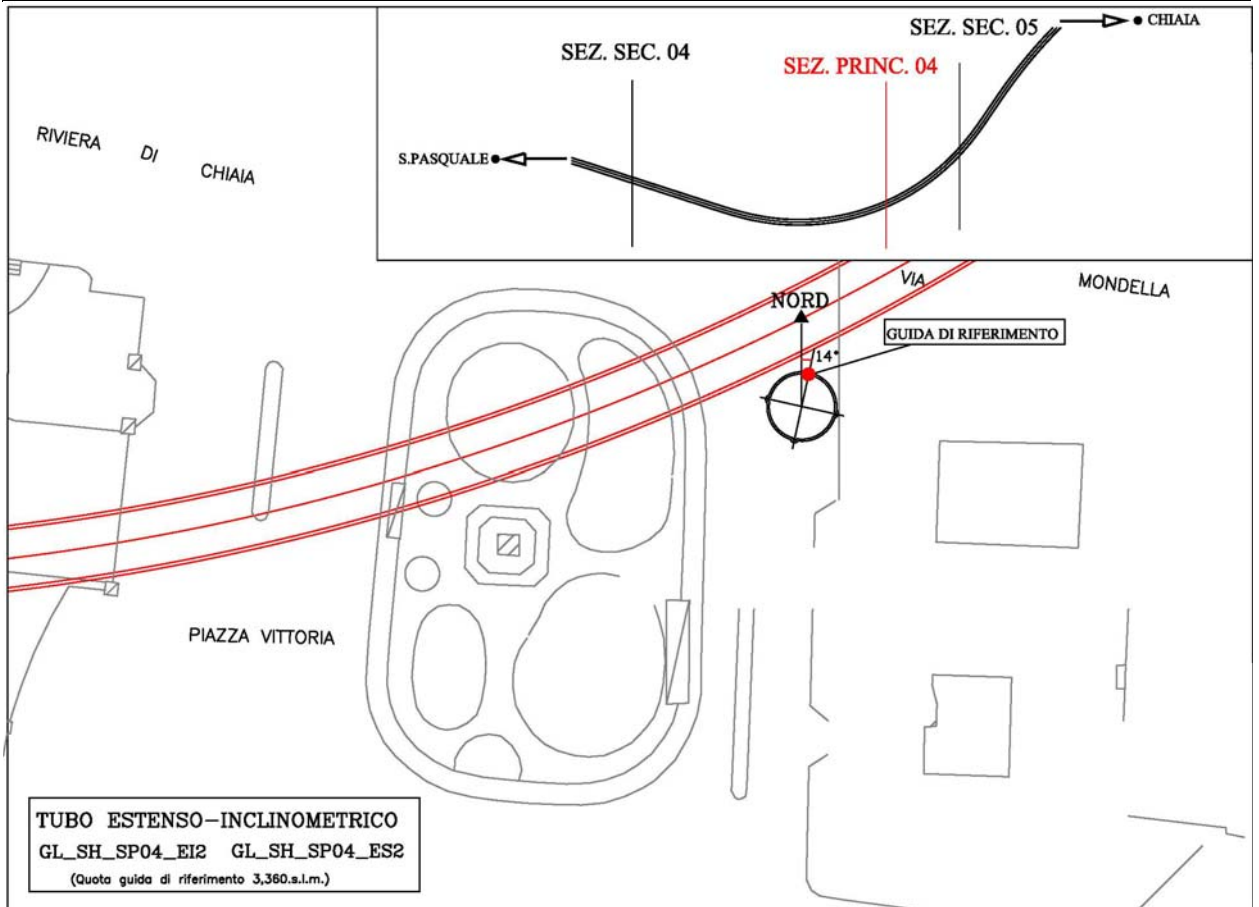 CHIAIA
SEZ. SEC. 05
SEZ. SEC. 04
SEZ. PRINC. 04
S.PASQUALE
RIVIERA DI CHIAIA
VIA MONDELLA
NORD
GUIDA DI RIFERIMENTO
14°
PIAZZA VITTORIA
TUBO ESTENSO-INCLINOMETRICO
GL_SH_SP04_EI2 GL_SH_SP04_ES2
(Quota guida di riferimento 3,360.s.l.m.)